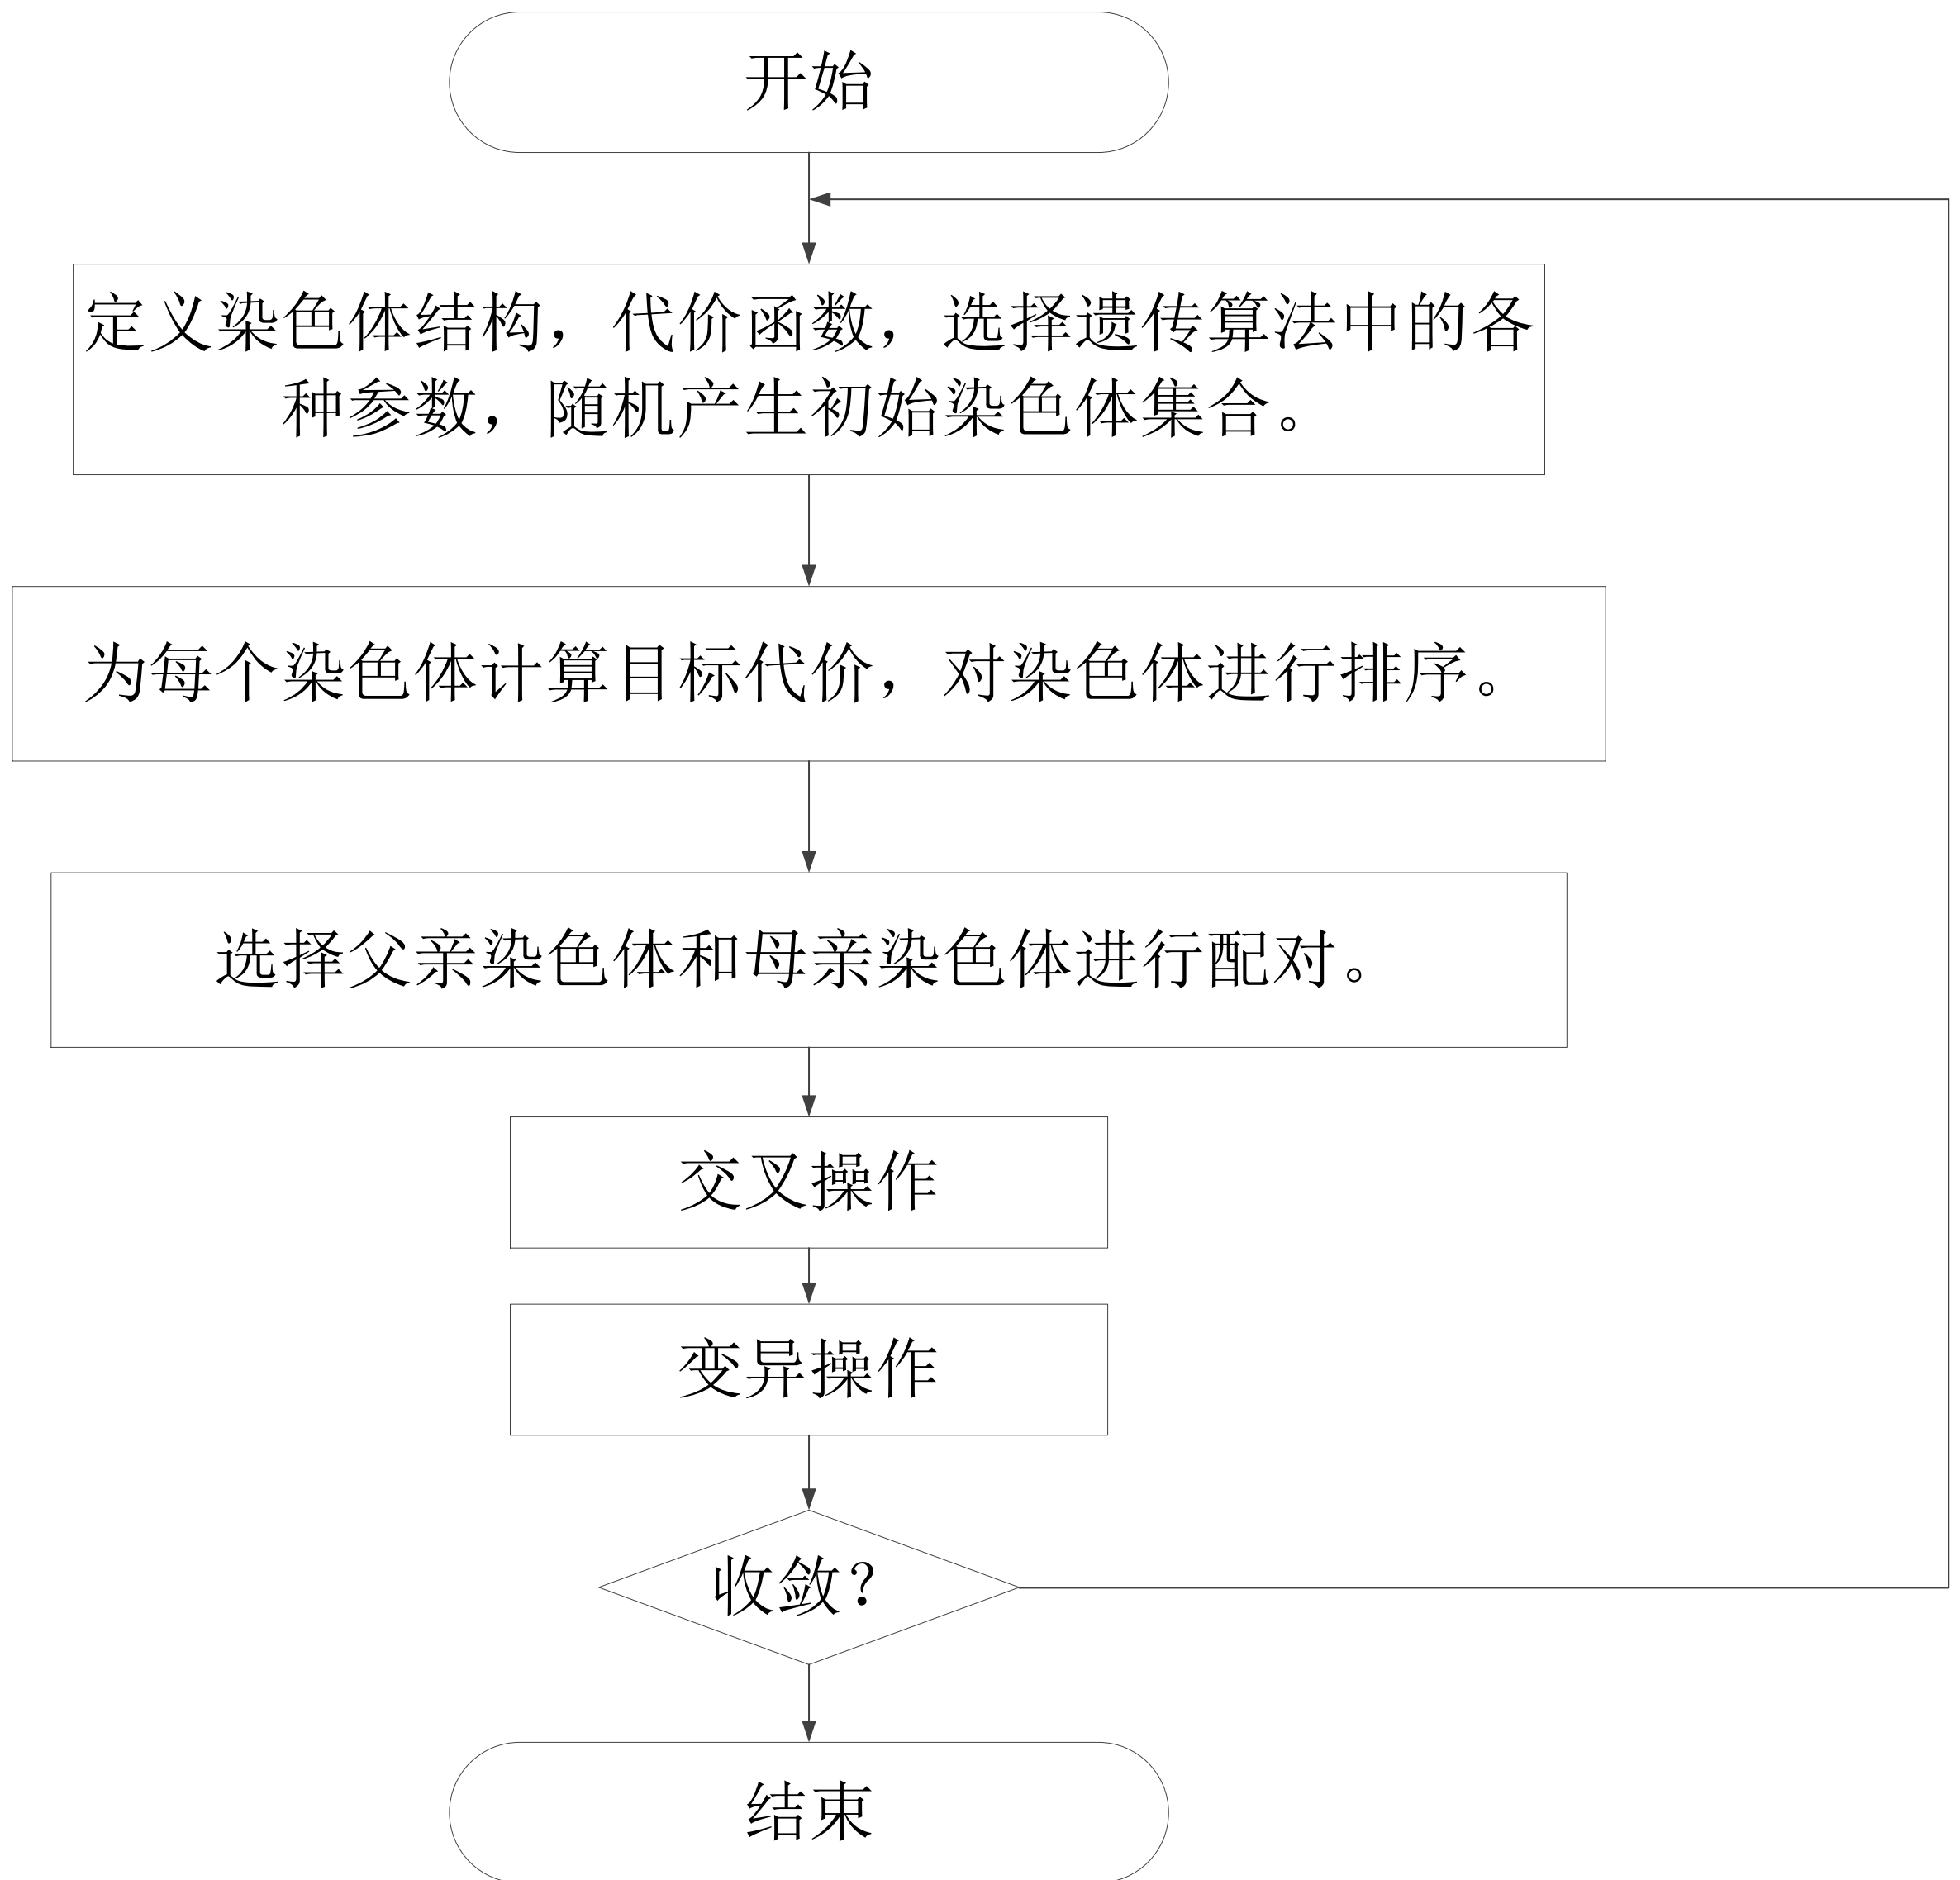 开始
定义染色体结构，代价函数，选择遗传算法中的各
种参数，随机产生初始染色体集合。
为每个染色体计算目标代价，对染色体进行排序。
选择父亲染色体和母亲染色体进行配对。
交叉操作
变异操作
收敛？
结束